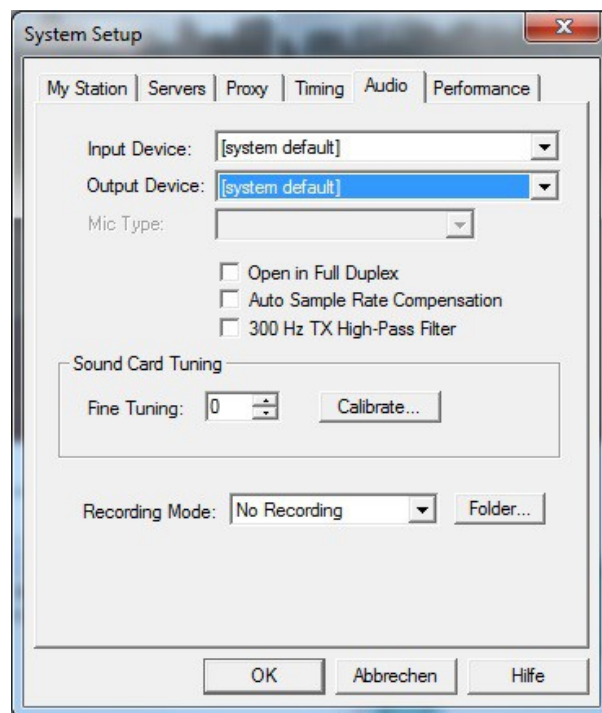 System Setup
My Station Servers Proxy Timing Audio Performance
Input Device: [system default]
Output Device: [system default]
Mic Type:
Open in Full Duplex
Auto Sample Rate Compensation
300 Hz TX High-Pass Filter
Sound Card Tuning
Fine Tuning: 0 Calibrate...
Recording Mode: No Recording Folder...
OK Abbrechen Hilfe